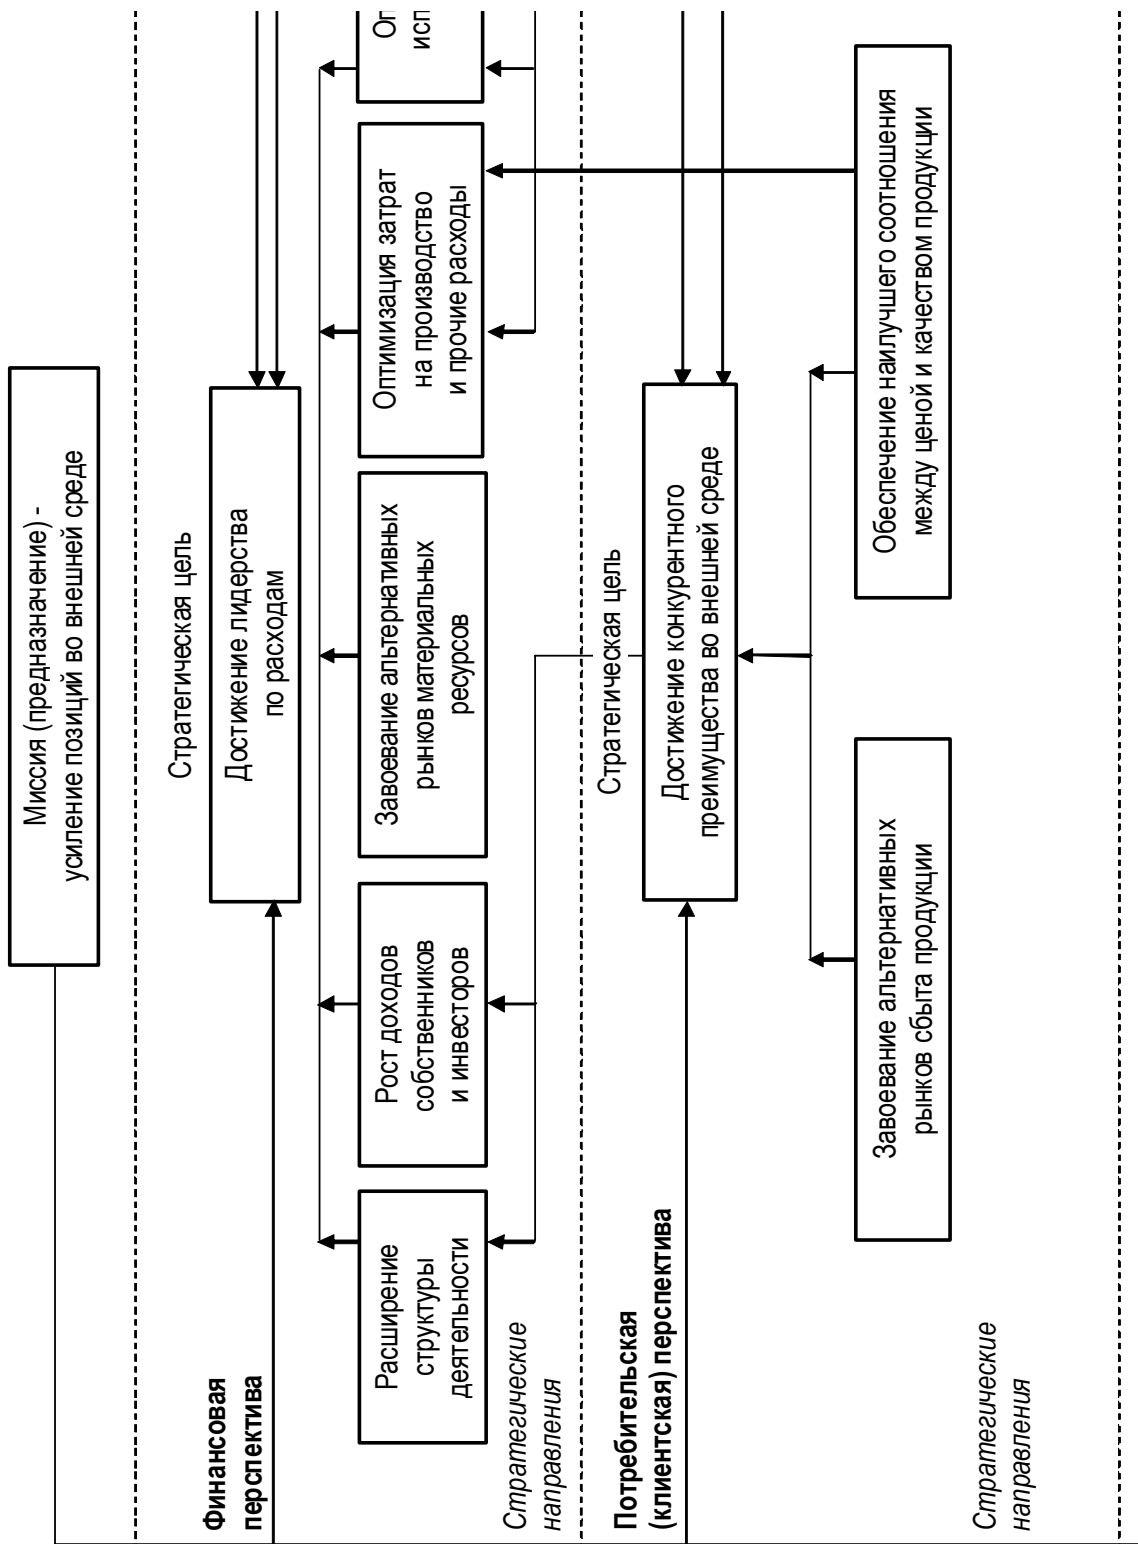 Миссия (предназначение) -
усиление позиций во внешней среде
Финансовая
перспектива
Стратегическая цель
Достижение лидерства
по расходам
Расширение
структуры
деятельности
Рост доходов
собственников
и инвесторов
Завоевание альтернативных
рынков материальных
ресурсов
Оптимизация затрат
на производство
и прочие расходы
Оп
исп
Стратегические
направления
Потребительская
(клиентская) перспектива
Стратегическая цель
Достижение конкурентного
преимущества во внешней среде
Завоевание альтернативных
рынков сбыта продукции
Обеспечение наилучшего соотношения
между ценой и качеством продукции
Стратегические
направления